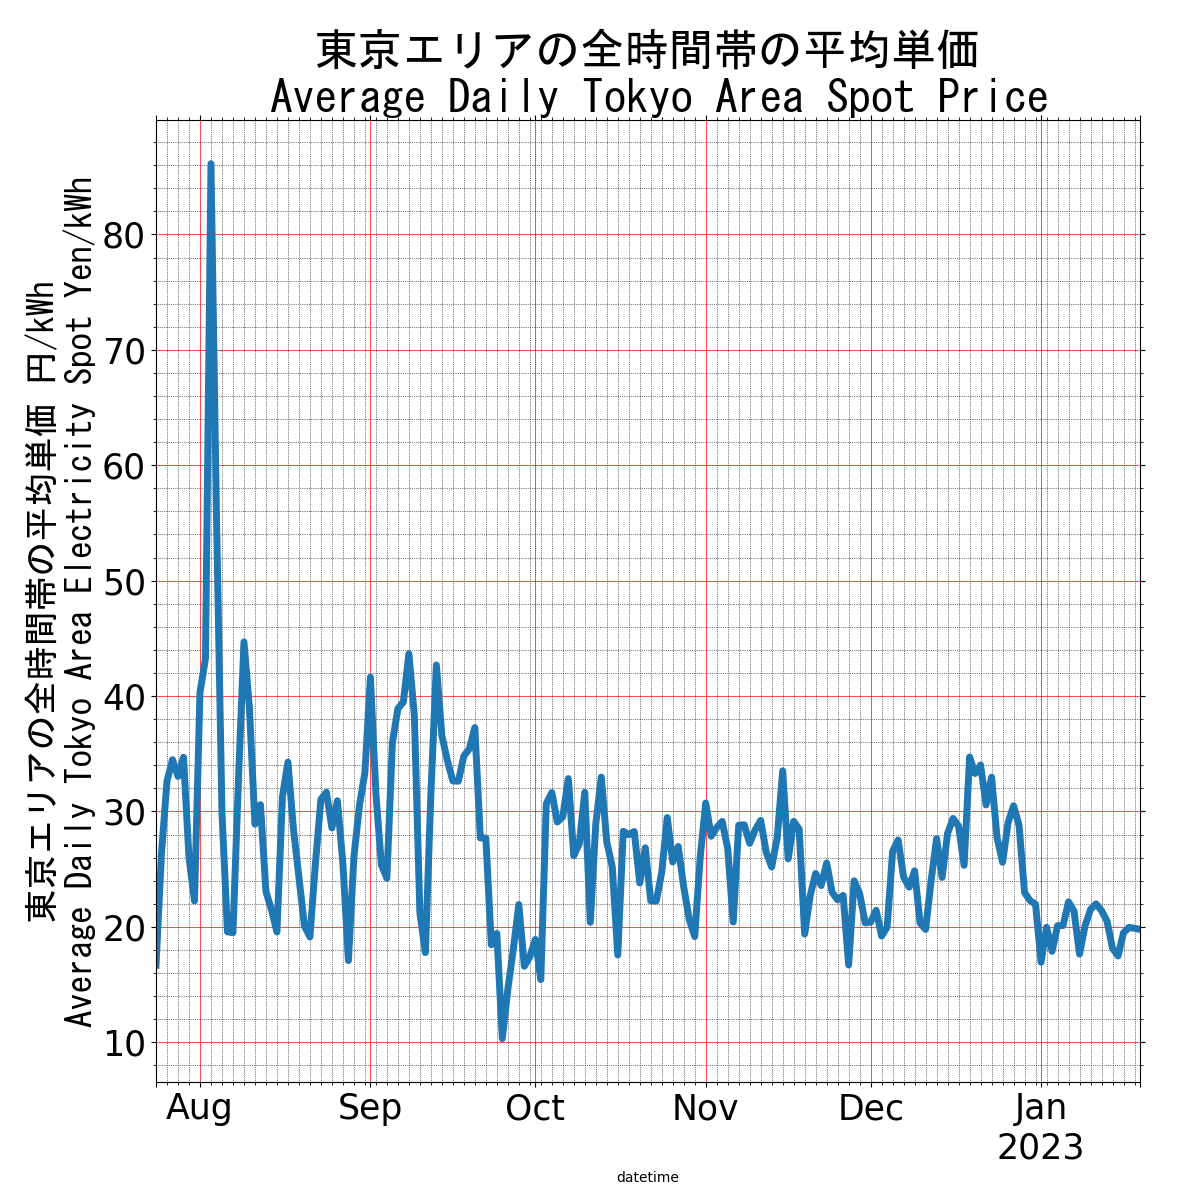 東京エリアの全時間帯の平均単価
Average Daily Tokyo Area Spot Price
東京エリアの全時間帯の平均単価 円/kWh
Average Daily Tokyo Area Electricity Spot Yen/kWh
80
70
60
50
40
30
20
10
Aug
Sep
Oct
Nov
Dec
Jan
2023
datetime